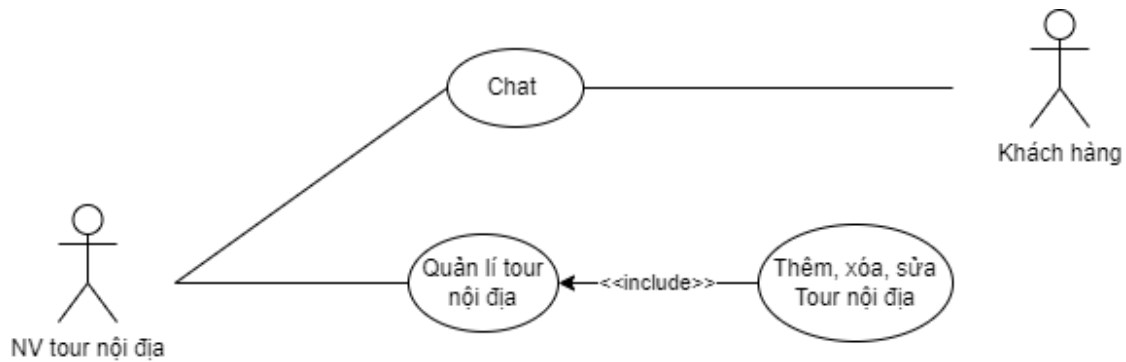 Chat
Khách hàng
Quản lí tour
nội địa
<<include>>
Thêm, xóa, sửa
Tour nội địa
NV tour nội địa